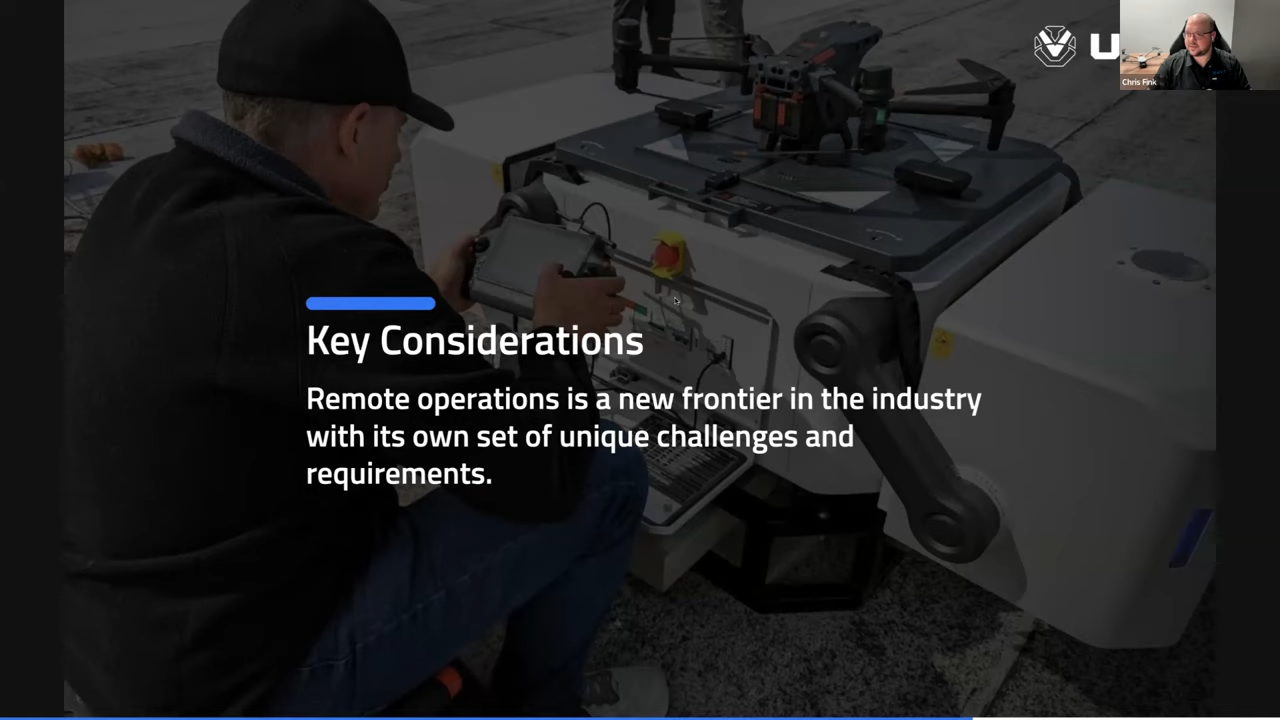 U
Chris Fink
Key Considerations
Remote operations is a new frontier in the industry
with its own set of unique challenges and
requirements.